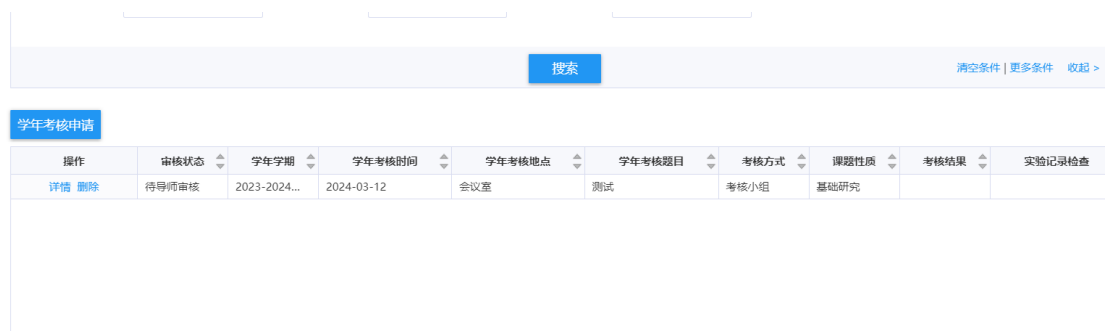 搜索
清空条件 | 更多条件 收起 >
学年考核申请
操作 审核状态 学年学期 学年考核时间 学年考核地点 学年考核题目 考核方式 课题性质 考核结果 实验记录检查
详情 删除 待导师审核 2023-2024... 2024-03-12 会议室 测试 考核小组 基础研究